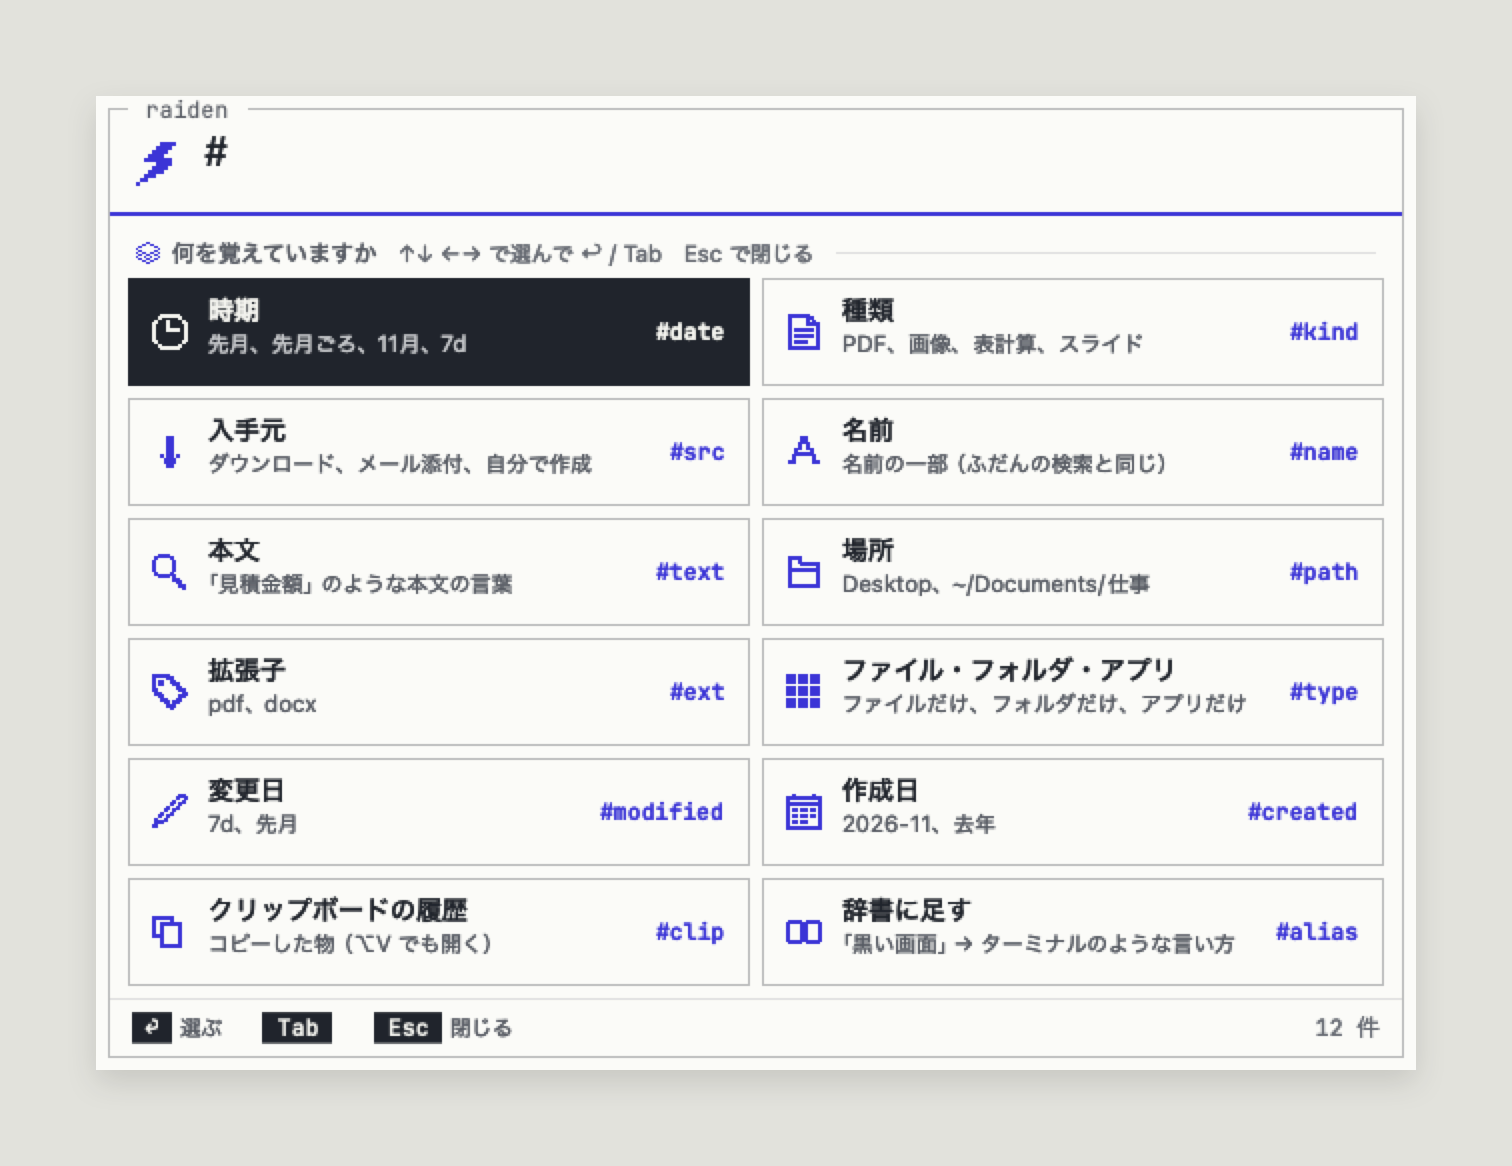 raiden
#
何を覚えていますか ↑↓ ←→ で選んで ⏎ / Tab Esc で閉じる
時期
先月、先月ごろ、11月、7d
#date
種類
PDF、画像、表計算、スライド
#kind
入手元
ダウンロード、メール添付、自分で作成
#src
名前
名前の一部（ふだんの検索と同じ）
#name
本文
「見積金額」のような本文の言葉
#text
場所
Desktop、~/Documents/仕事
#path
拡張子
pdf、docx
#ext
ファイル・フォルダ・アプリ
ファイルだけ、フォルダだけ、アプリだけ
#type
変更日
7d、先月
#modified
作成日
2026-11、去年
#created
クリップボードの履歴
コピーした物（⌥V でも開く）
#clip
辞書に足す
「黒い画面」→ ターミナルのような言い方
#alias
⏎ 選ぶ Tab Esc 閉じる
12 件